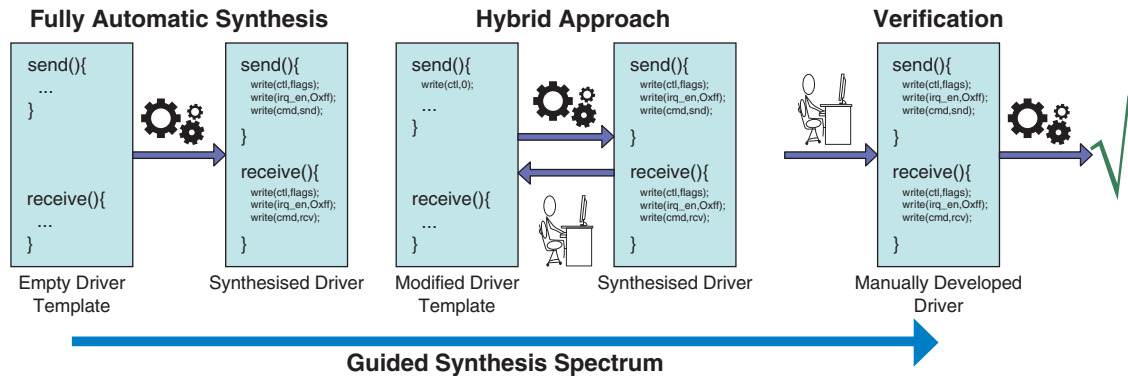 Fully Automatic Synthesis
send(){
...
}
receive(){
...
}
Empty Driver
Template
send(){
write(ctl,flags);
write(irq_en,Oxff);
write(cmd,snd);
}
receive(){
write(ctl,flags);
write(irq_en,Oxff);
write(cmd,rcv);
}
Synthesised Driver
Hybrid Approach
send(){
write(ctl,0);
...
}
receive(){
...
}
Modified Driver
Template
send(){
write(ctl,flags);
write(irq_en,Oxff);
write(cmd,snd);
}
receive(){
write(ctl,flags);
write(irq_en,Oxff);
write(cmd,rcv);
}
Synthesised Driver
Verification
send(){
write(ctl,flags);
write(irq_en,Oxff);
write(cmd,snd);
}
receive(){
write(ctl,flags);
write(irq_en,Oxff);
write(cmd,rcv);
}
Manually Developed
Driver
Guided Synthesis Spectrum